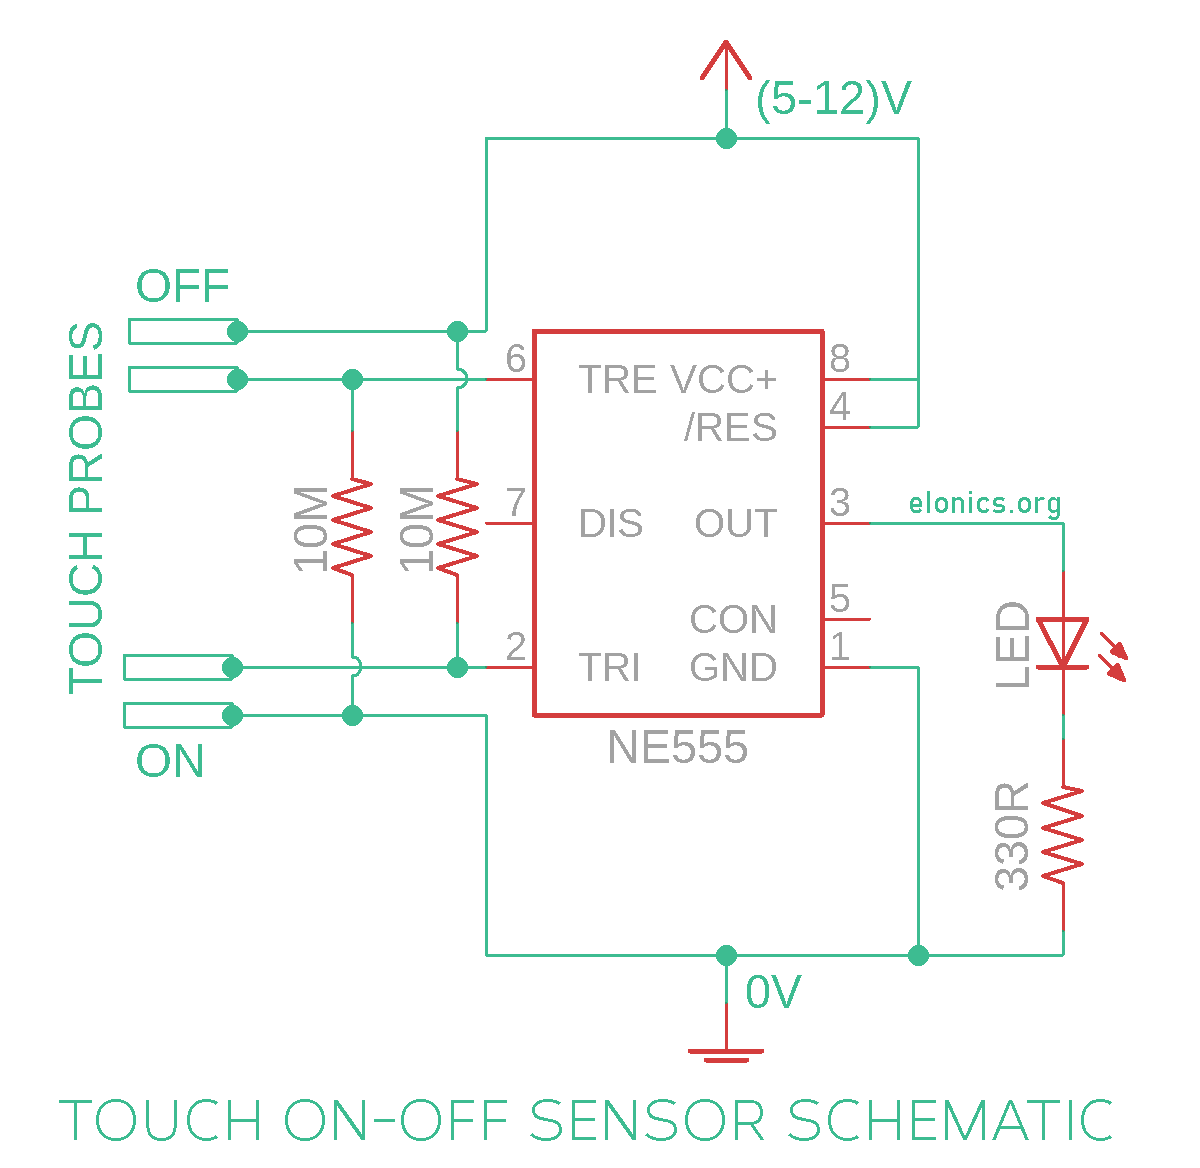 (5-12)V
OFF
TOUCH PROBES
6
TRE VCC+
8
/RES
4
10M
10M
7
DIS
OUT
3
elonics.org
CON
5
2
TRI
GND
1
LED
ON
NE555
330R
0V
TOUCH ON-OFF SENSOR SCHEMATIC